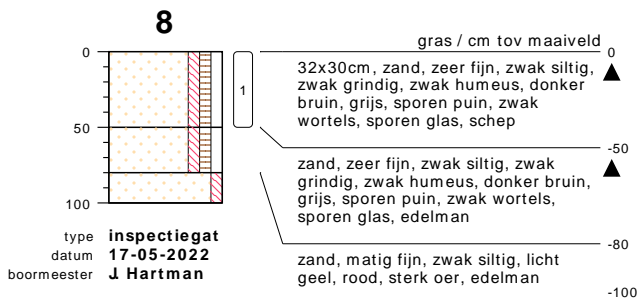 8
gras / cm tov maaiveld
0
0
32x30cm, zand, zeer fijn, zwak siltig,
zwak grindig, zwak humeus, donker
bruin, grijs, sporen puin, zwak
wortels, sporen glas, schep
1
50
-50
zand, zeer fijn, zwak siltig, zwak
grindig, zwak humeus, donker bruin,
grijs, sporen puin, zwak wortels,
sporen glas, edelman
100
-80
zand, matig fijn, zwak siltig, licht
geel, rood, sterk oer, edelman
-100
type inspectiegat
datum 17-05-2022
boormeester J. Hartman